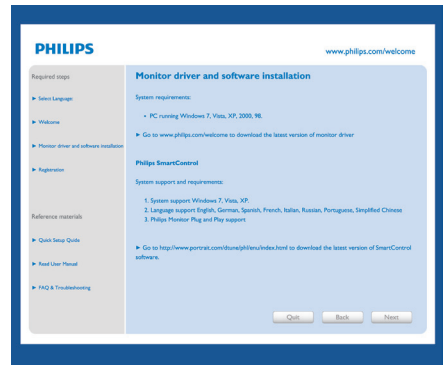 PHILIPS
www.philips.com/welcome
Required steps
Select Language:
Welcome
Monitor driver and software installation
Registration
Reference materials
Quick Setup Guide
Read User Manual
FAQ & Troubleshooting
Monitor driver and software installation
System requirements:
• PC running Windows 7, Vista, XP, 2000, 98.
Go to www.philips.com/welcome to download the latest version of monitor driver
Philips SmartControl
System support and requirements:
1. System support Windows 7, Vista, XP.
2. Language support English, German, Spanish, French, Italian, Russian, Portuguese, Simplified Chinese
3. Philips Monitor Plug and Play support
Go to http://www.portrait.com/dtune/phl/enu/index.html to download the latest version of SmartControl
software.
Quit
Back
Next